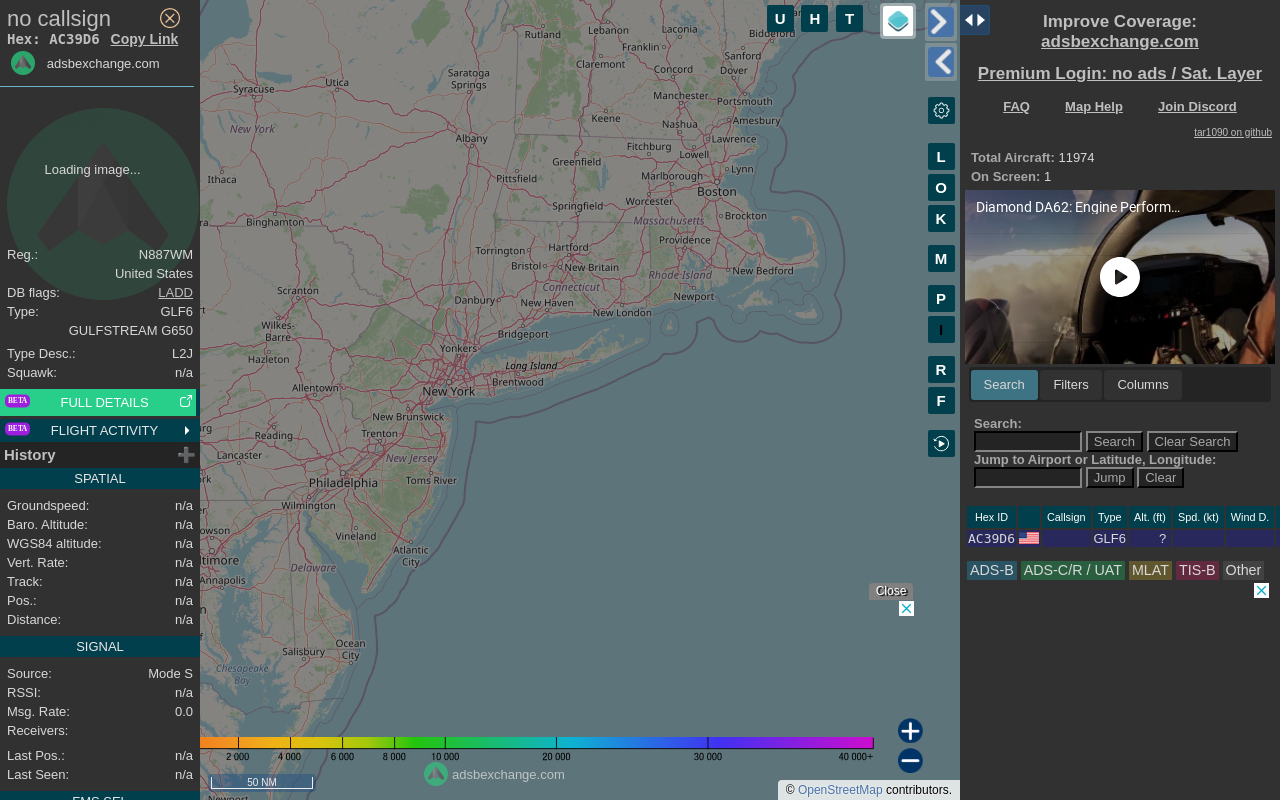 no callsign
Hex: AC39D6 Copy Link
adsbexchange.com
Loading image...
Reg.: N887WM
United States
DB flags: LADD
Type: GLF6
GULFSTREAM G650
Type Desc.: L2J
Squawk: n/a
BETA FULL DETAILS
BETA FLIGHT ACTIVITY
History
SPATIAL
Groundspeed: n/a
Baro. Altitude: n/a
WGS84 altitude: n/a
Vert. Rate: n/a
Track: n/a
Pos.: n/a
Distance: n/a
SIGNAL
Source: Mode S
RSSI: n/a
Msg. Rate: 0.0
Receivers:
Last Pos.: n/a
Last Seen: n/a
Rutland
Lebanon
Laconia
Biddeford
Franklin
Sanford
Claremont
Concord
Dover
Saratoga
Springs
Utica
Syracuse
Manchester
Portsmouth
Keene
Nashua
Amesbury
New York
Albany
Fitchburg
Lawrence
Greenfield
Lowell
Lynn
Ithaca
Pittsfield
Marlborough
Boston
Springfield
Worcester
Binghamton
Massachusetts
Brockton
Torrington
Hartford
Providence
Bristol
New Britain
Rhode Island
New Bedford
Connecticut
Scranton
Danbury
New Haven
Newport
New London
Wilkes-
Barre
Bridgeport
Hazleton
Yonkers
Long Island
Allentown
New York
Brentwood
New Brunswick
Reading
Trenton
Lancaster
New Jersey
Philadelphia
Toms River
Wilmington
Vineland
Atlantic
City
Annapolis
Delaware
Ocean
City
Salisbury
Chesapeake
Bay
U H T
L
O
K
M
P
I
R
F
Close
2 000 4 000 6 000 8 000 10 000 20 000 30 000 40 000+
adsbexchange.com
50 NM
© OpenStreetMap contributors.
Improve Coverage:
adsbexchange.com
Premium Login: no ads / Sat. Layer
FAQ Map Help Join Discord
tar1090 on github
Total Aircraft: 11974
On Screen: 1
Diamond DA62: Engine Perform...
Search Filters Columns
Search:
Search Clear Search
Jump to Airport or Latitude, Longitude:
Jump Clear
Hex ID Callsign Type Alt. (ft) Spd. (kt) Wind D.
AC39D6 GLF6 ?
ADS-B ADS-C/R / UAT MLAT TIS-B Other